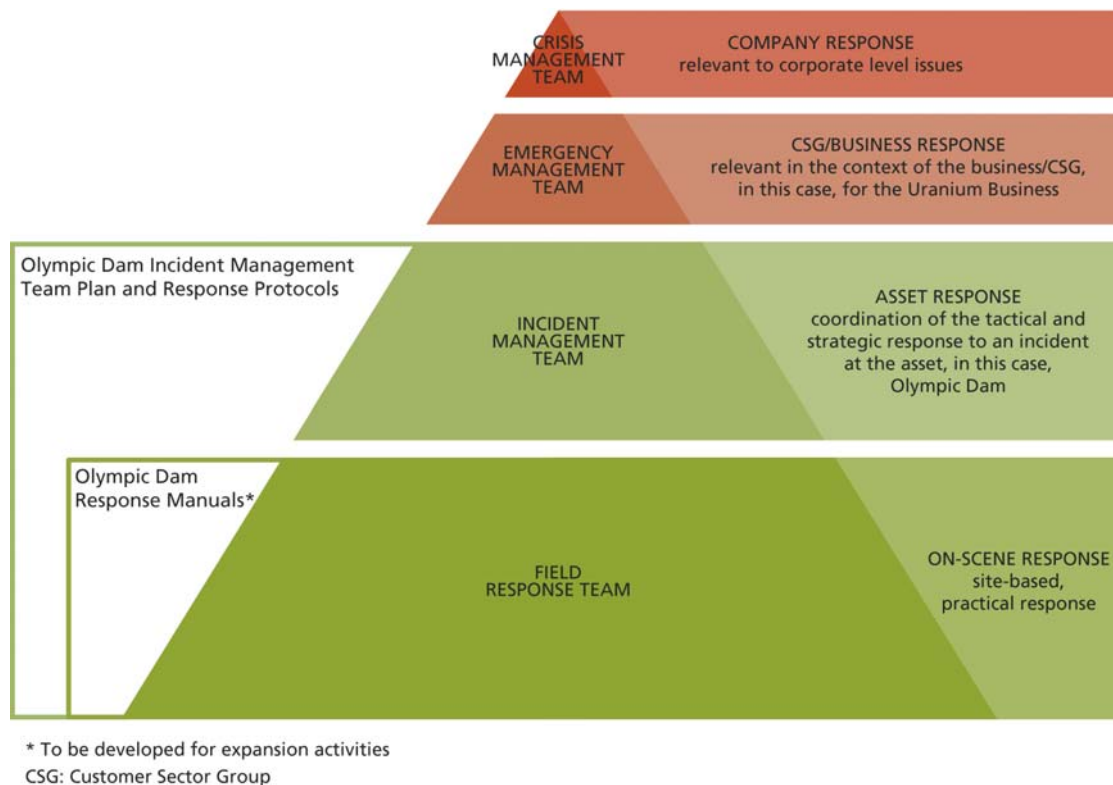 CRISIS
MANAGEMENT
TEAM
COMPANY RESPONSE
relevant to corporate level issues
EMERGENCY
MANAGEMENT
TEAM
CSG/BUSINESS RESPONSE
relevant in the context of the business/CSG,
in this case, for the Uranium Business
Olympic Dam Incident Management
Team Plan and Response Protocols
INCIDENT
MANAGEMENT
TEAM
ASSET RESPONSE
coordination of the tactical and
strategic response to an incident
at the asset, in this case,
Olympic Dam
Olympic Dam
Response Manuals*
FIELD
RESPONSE TEAM
ON-SCENE RESPONSE
site-based,
practical response
* To be developed for expansion activities
CSG: Customer Sector Group